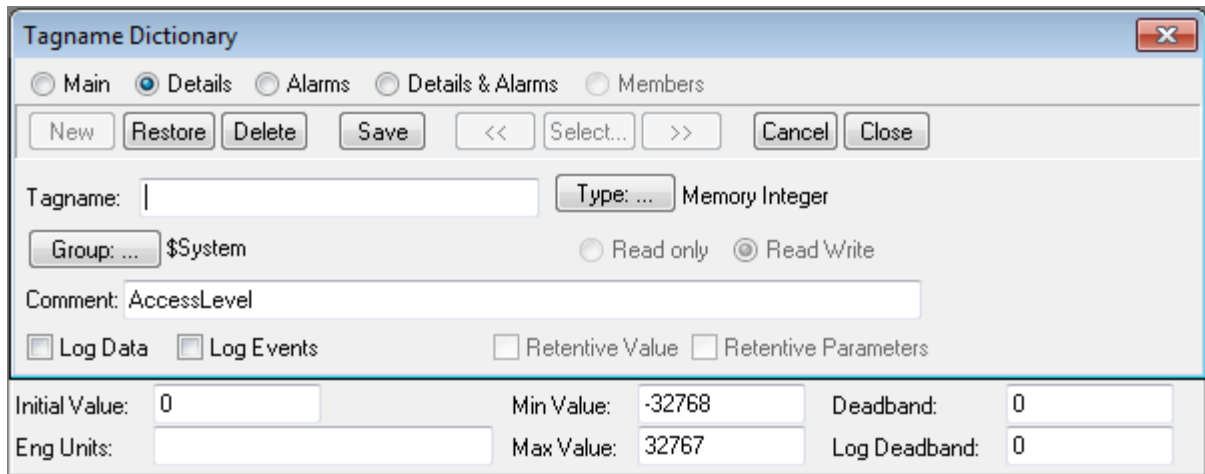 Tagname Dictionary
Main Details Alarms Details & Alarms Members
New Restore Delete Save << Select... >> Cancel Close
Tagname: Type: ... Memory Integer
Group: ... $System Read only Read Write
Comment: AccessLevel
Log Data Log Events Retentive Value Retentive Parameters
Initial Value: 0 Min Value: -32768 Deadband: 0
Eng Units: Max Value: 32767 Log Deadband: 0